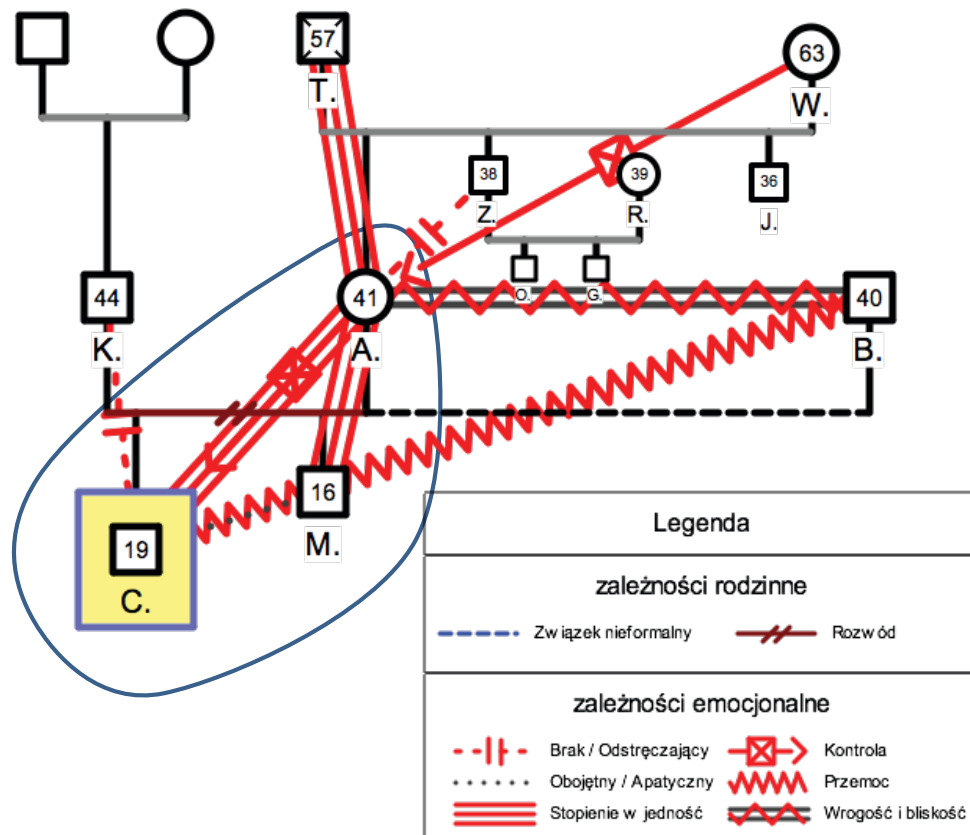 57
T.
63
W.
38
Z.
39
R.
36
J.
O.
G.
44
K.
41
A.
40
B.
19
C.
16
M.
Legenda
zależności rodzinne
Związek nieformalny
Rozwód
zależności emocjonalne
Brak / Odstręczający
Kontrola
Obojętny / Apatyczny
Przemoc
Stopienie w jedność
Wrogość i bliskość